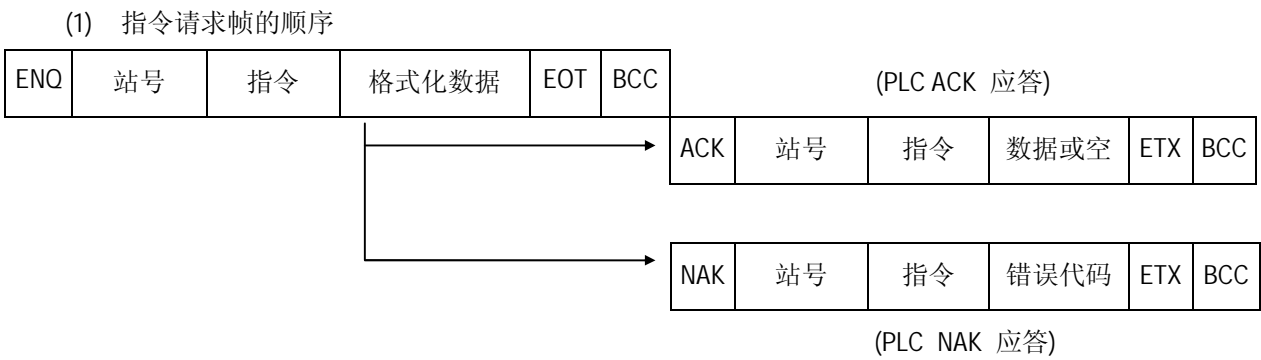 (1) 指令请求帧的顺序
ENQ 站号 指令 格式化数据 EOT BCC
(PLC ACK 应答)
ACK 站号 指令 数据或空 ETX BCC
NAK 站号 指令 错误代码 ETX BCC
(PLC NAK 应答)